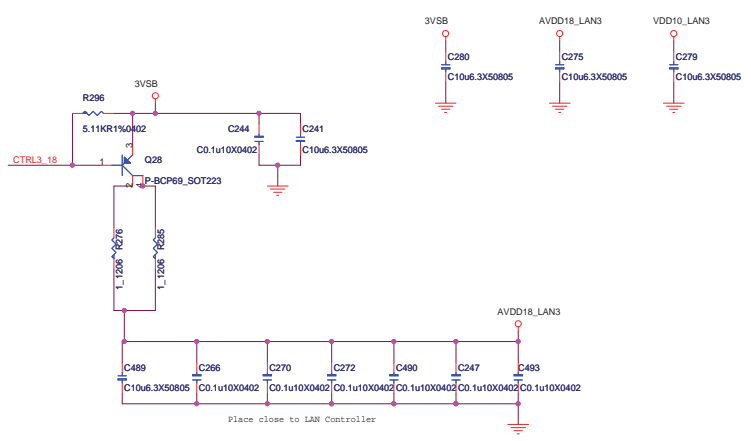 3VSB
AVDD18_LAN3
VDD10_LAN3
C280
C10u6.3X50805
C275
C10u6.3X50805
C279
C10u6.3X50805
3VSB
R296
5.11KR1%0402
C244
C0.1u10X0402
C241
C10u6.3X50805
CTRL3_18
1
3
Q28
P-BCP69_SOT223
2
4
R276
1_1206
R285
1_1206
AVDD18_LAN3
C489
C10u6.3X50805
C266
C0.1u10X0402
C270
C0.1u10X0402
C272
C0.1u10X0402
C490
C0.1u10X0402
C247
C0.1u10X0402
C493
C0.1u10X0402
Place close to LAN Controller